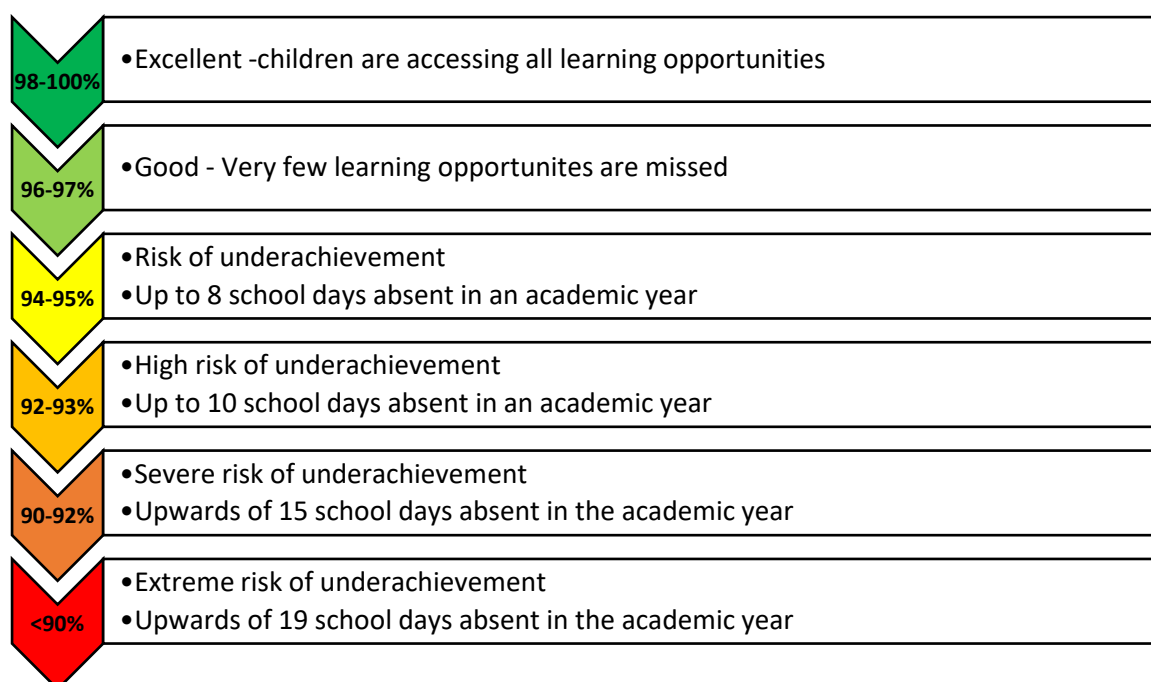 98-100%
•Excellent -children are accessing all learning opportunities
96-97%
•Good - Very few learning opportunites are missed
94-95%
•Risk of underachievement
•Up to 8 school days absent in an academic year
92-93%
•High risk of underachievement
•Up to 10 school days absent in an academic year
90-92%
•Severe risk of underachievement
•Upwards of 15 school days absent in the academic year
<90%
•Extreme risk of underachievement
•Upwards of 19 school days absent in the academic year